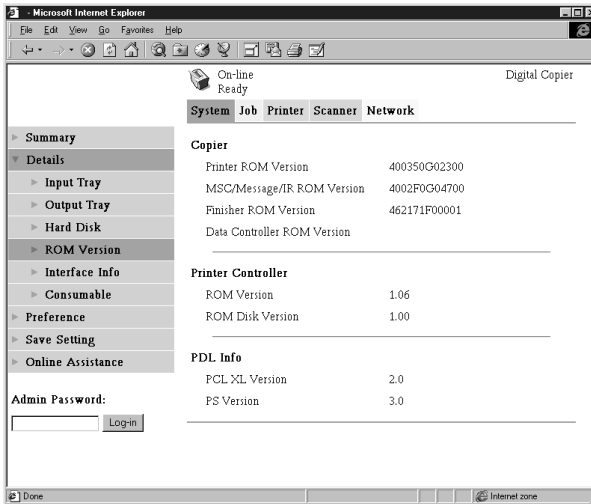 - Microsoft Internet Explorer
File Edit View Go Favorites Help
On-line
Ready
Digital Copier
System Job Printer Scanner Network
Summary
Details
Input Tray
Output Tray
Hard Disk
ROM Version
Interface Info
Consumable
Preference
Save Setting
Online Assistance
Admin Password:
Log-in
Copier
Printer ROM Version 400350G02300
MSC/Message/IR ROM Version 4002F0G04700
Finisher ROM Version 462171F00001
Data Controller ROM Version
Printer Controller
ROM Version 1.06
ROM Disk Version 1.00
PDL Info
PCL XL Version 2.0
PS Version 3.0
Done
Internet zone